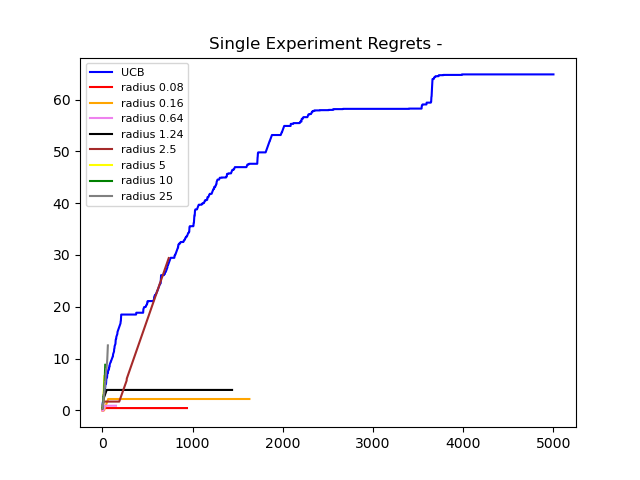 Single Experiment Regrets -
UCB
radius 0.08
radius 0.16
radius 0.64
radius 1.24
radius 2.5
radius 5
radius 10
radius 25
60
50
40
30
20
10
0
0 1000 2000 3000 4000 5000